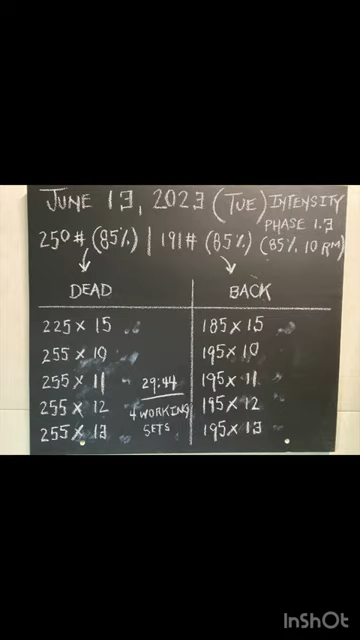 JUNE 13, 2023 (TUE) INTENSITY
PHASE 1.3
250# (85%) | 191# (85%) (85% 10 RM)
DEAD BACK
225 x 15 185 x 15
255 x 10 195 x 10
255 x 11 29:44 195 x 11
255 x 12 4 WORKING 195 x 12
255 x 13 SETS 195 x 13
InShOt